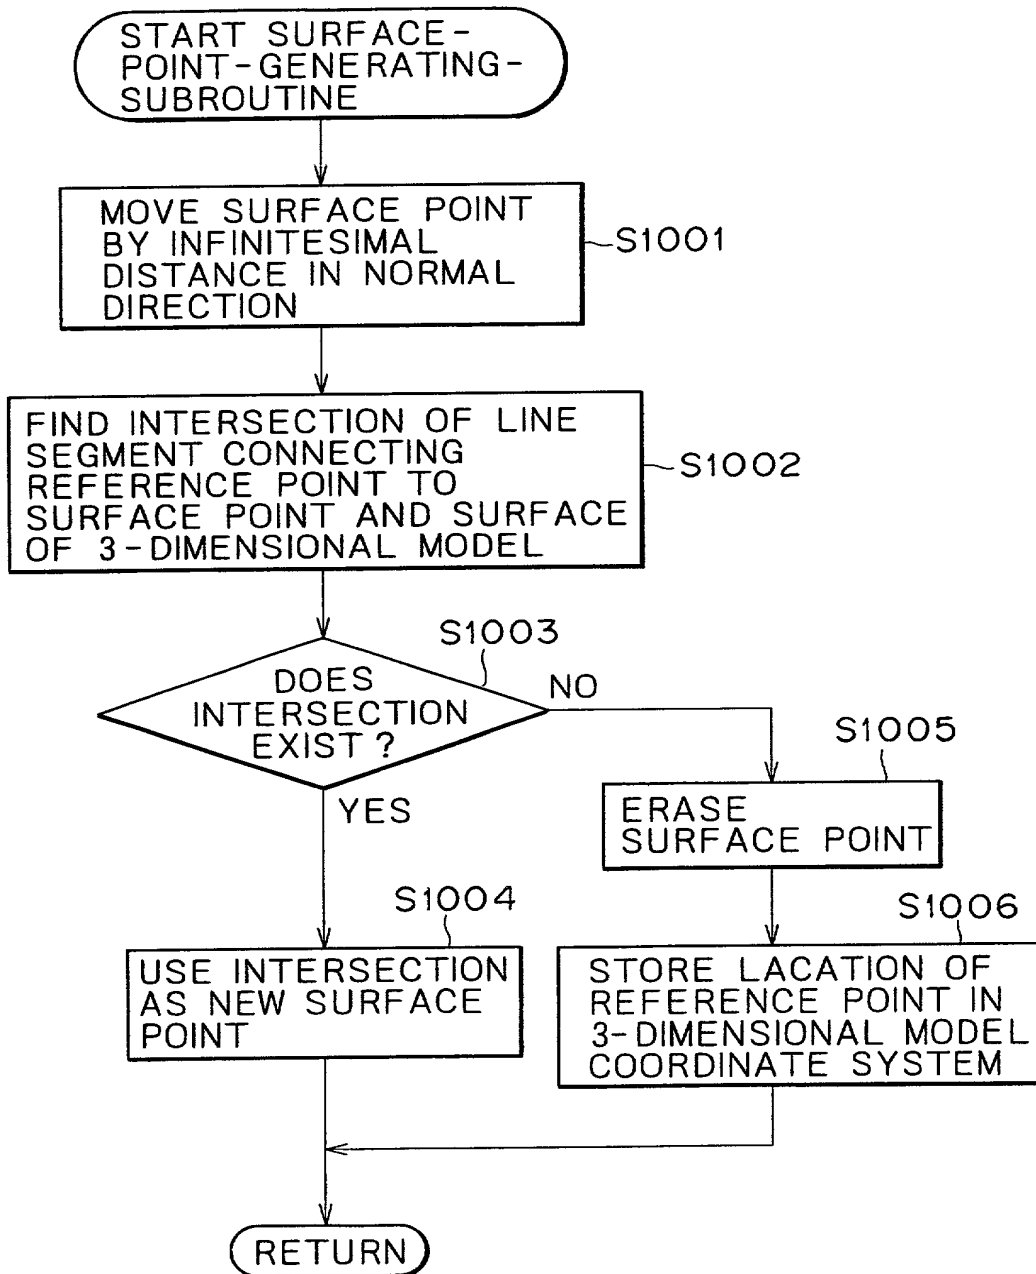 START SURFACE-
POINT-GENERATING-
SUBROUTINE
MOVE SURFACE POINT
BY INFINITESIMAL
DISTANCE IN NORMAL
DIRECTION
S1001
FIND INTERSECTION OF LINE
SEGMENT CONNECTING
REFERENCE POINT TO
SURFACE POINT AND SURFACE
OF 3-DIMENSIONAL MODEL
S1002
S1003
DOES
INTERSECTION
EXIST?
NO
YES
S1005
ERASE
SURFACE POINT
S1004
USE INTERSECTION
AS NEW SURFACE
POINT
S1006
STORE LACATION OF
REFERENCE POINT IN
3-DIMENSIONAL MODEL
COORDINATE SYSTEM
RETURN